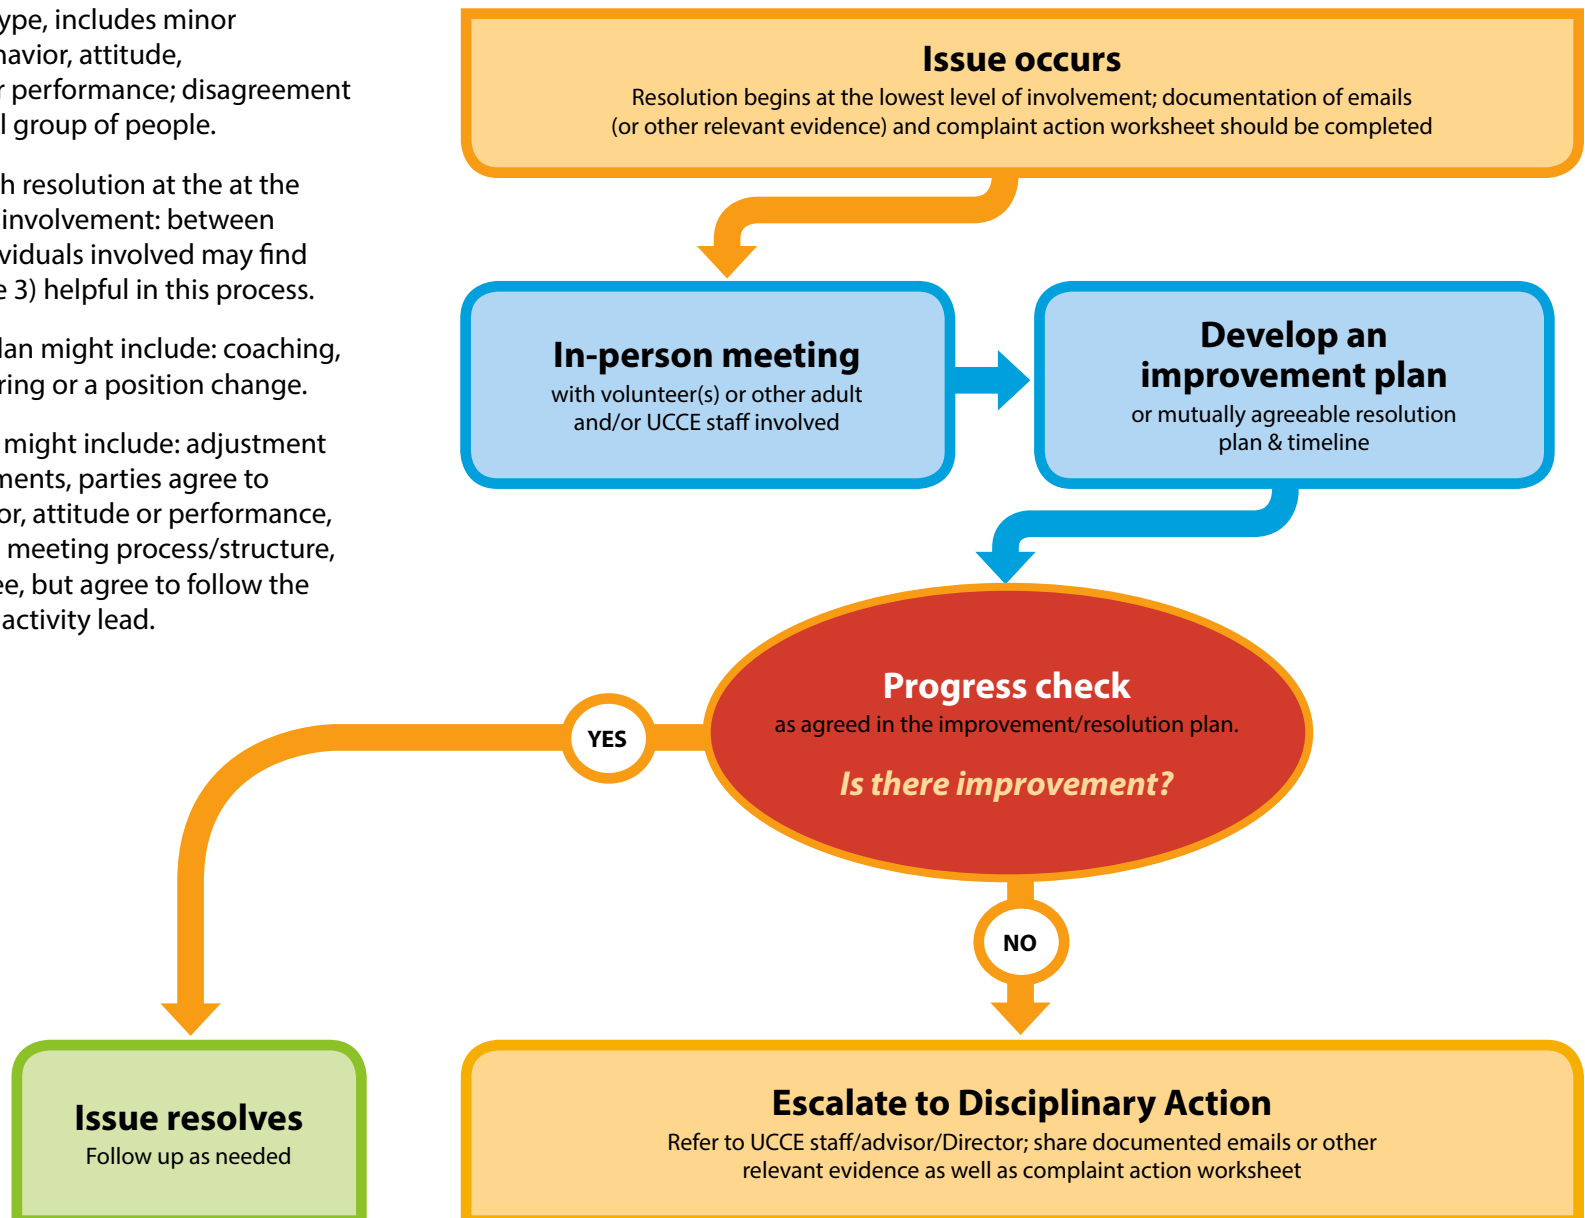 ype, includes minor
havior, attitude,
r performance; disagreement
l group of people.
h resolution at the at the
involvement: between
ividuals involved may find
e 3) helpful in this process.
lan might include: coaching,
ring or a position change.
might include: adjustment
ments, parties agree to
or, attitude or performance,
meeting process/structure,
ee, but agree to follow the
activity lead.
Issue occurs
Resolution begins at the lowest level of involvement; documentation of emails
(or other relevant evidence) and complaint action worksheet should be completed
In-person meeting
with volunteer(s) or other adult
and/or UCCE staff involved
Develop an
improvement plan
or mutually agreeable resolution
plan & timeline
Progress check
as agreed in the improvement/resolution plan.
Is there improvement?
YES
NO
Issue resolves
Follow up as needed
Escalate to Disciplinary Action
Refer to UCCE staff/advisor/Director; share documented emails or other
relevant evidence as well as complaint action worksheet